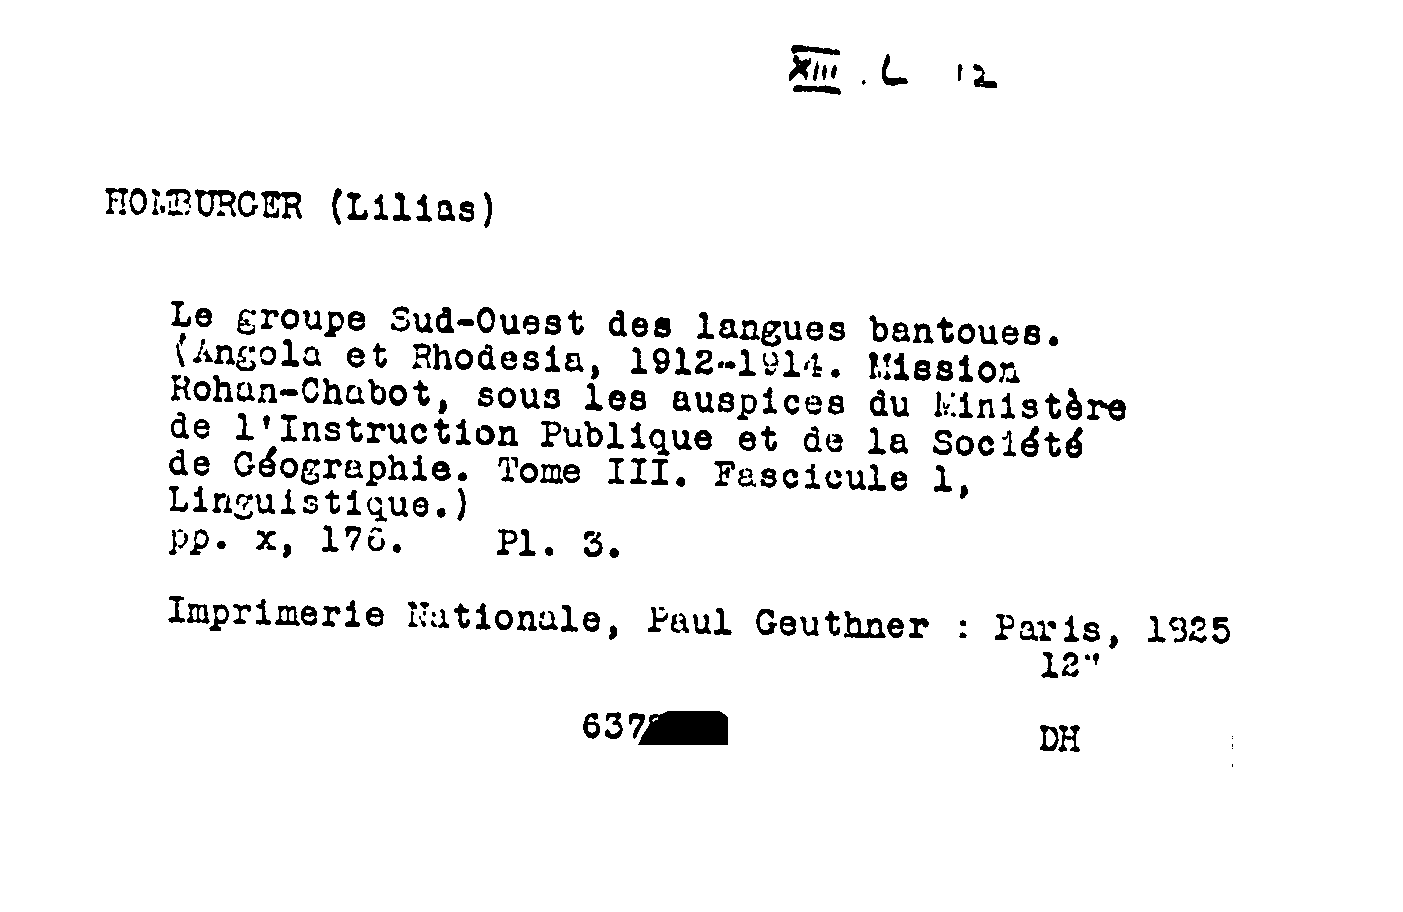 XIII . L 12
HOMBURGER (Lilias)
Le groupe Sud-Ouest des langues bantoues.
(Angola et Rhodesia, 1912-1914. Mission
Rohan-Chabot, sous les auspices du Ministère
de l'Instruction Publique et de la Société
de Géographie. Tome III. Fascicule 1,
Linguistique.)
pp. x, 176. Pl. 3.
Imprimerie Nationale, Paul Geuthner : Paris, 1925
12"
DH